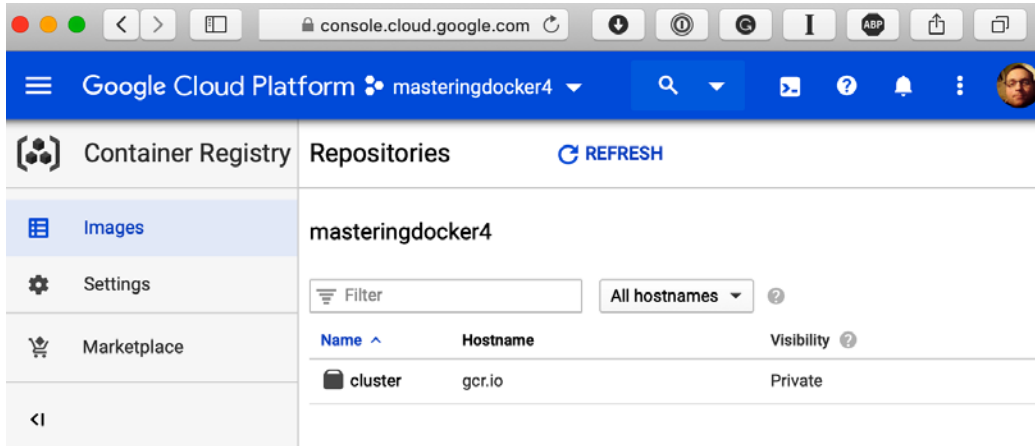 console.cloud.google.com
ABP
Google Cloud Platform masteringdocker4
Container Registry
Repositories
REFRESH
Images
Settings
Marketplace
masteringdocker4
Filter
All hostnames
Name Hostname Visibility
cluster gcr.io Private